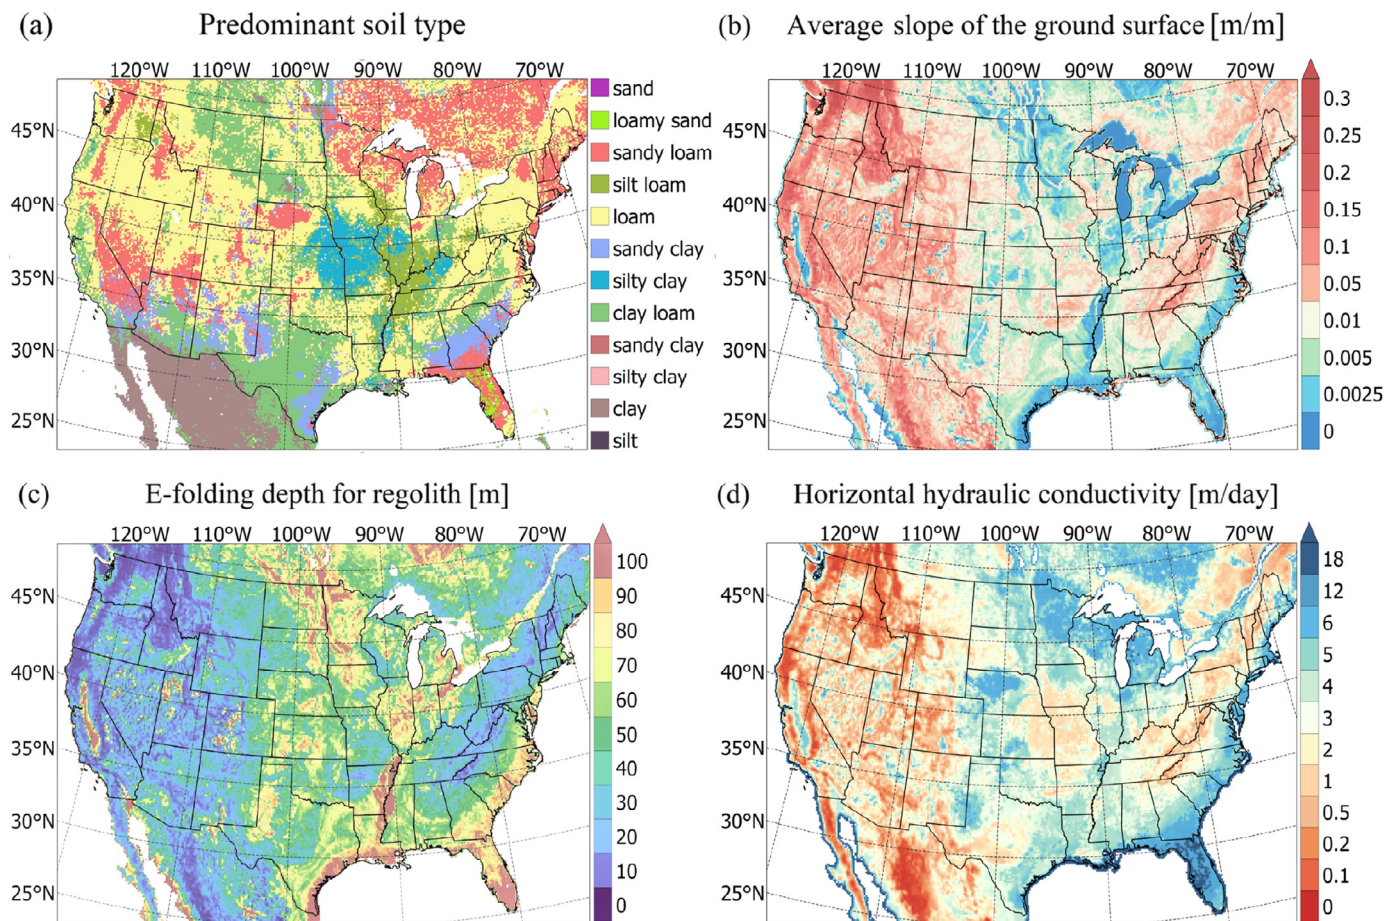 (a) Predominant soil type
120°W 110°W 100°W 90°W 80°W 70°W
45°N
40°N
35°N
30°N
25°N
sand
loamy sand
sandy loam
silt loam
loam
sandy clay
silty clay
clay loam
sandy clay
silty clay
clay
silt
(b) Average slope of the ground surface [m/m]
120°W 110°W 100°W 90°W 80°W 70°W
45°N
40°N
35°N
30°N
25°N
0.3
0.25
0.2
0.15
0.1
0.05
0.01
0.005
0.0025
0
(c) E-folding depth for regolith [m]
120°W 110°W 100°W 90°W 80°W 70°W
45°N
40°N
35°N
30°N
25°N
100
90
80
70
60
50
40
30
20
10
0
(d) Horizontal hydraulic conductivity [m/day]
120°W 110°W 100°W 90°W 80°W 70°W
45°N
40°N
35°N
30°N
25°N
18
12
6
5
4
3
2
1
0.5
0.2
0.1
0